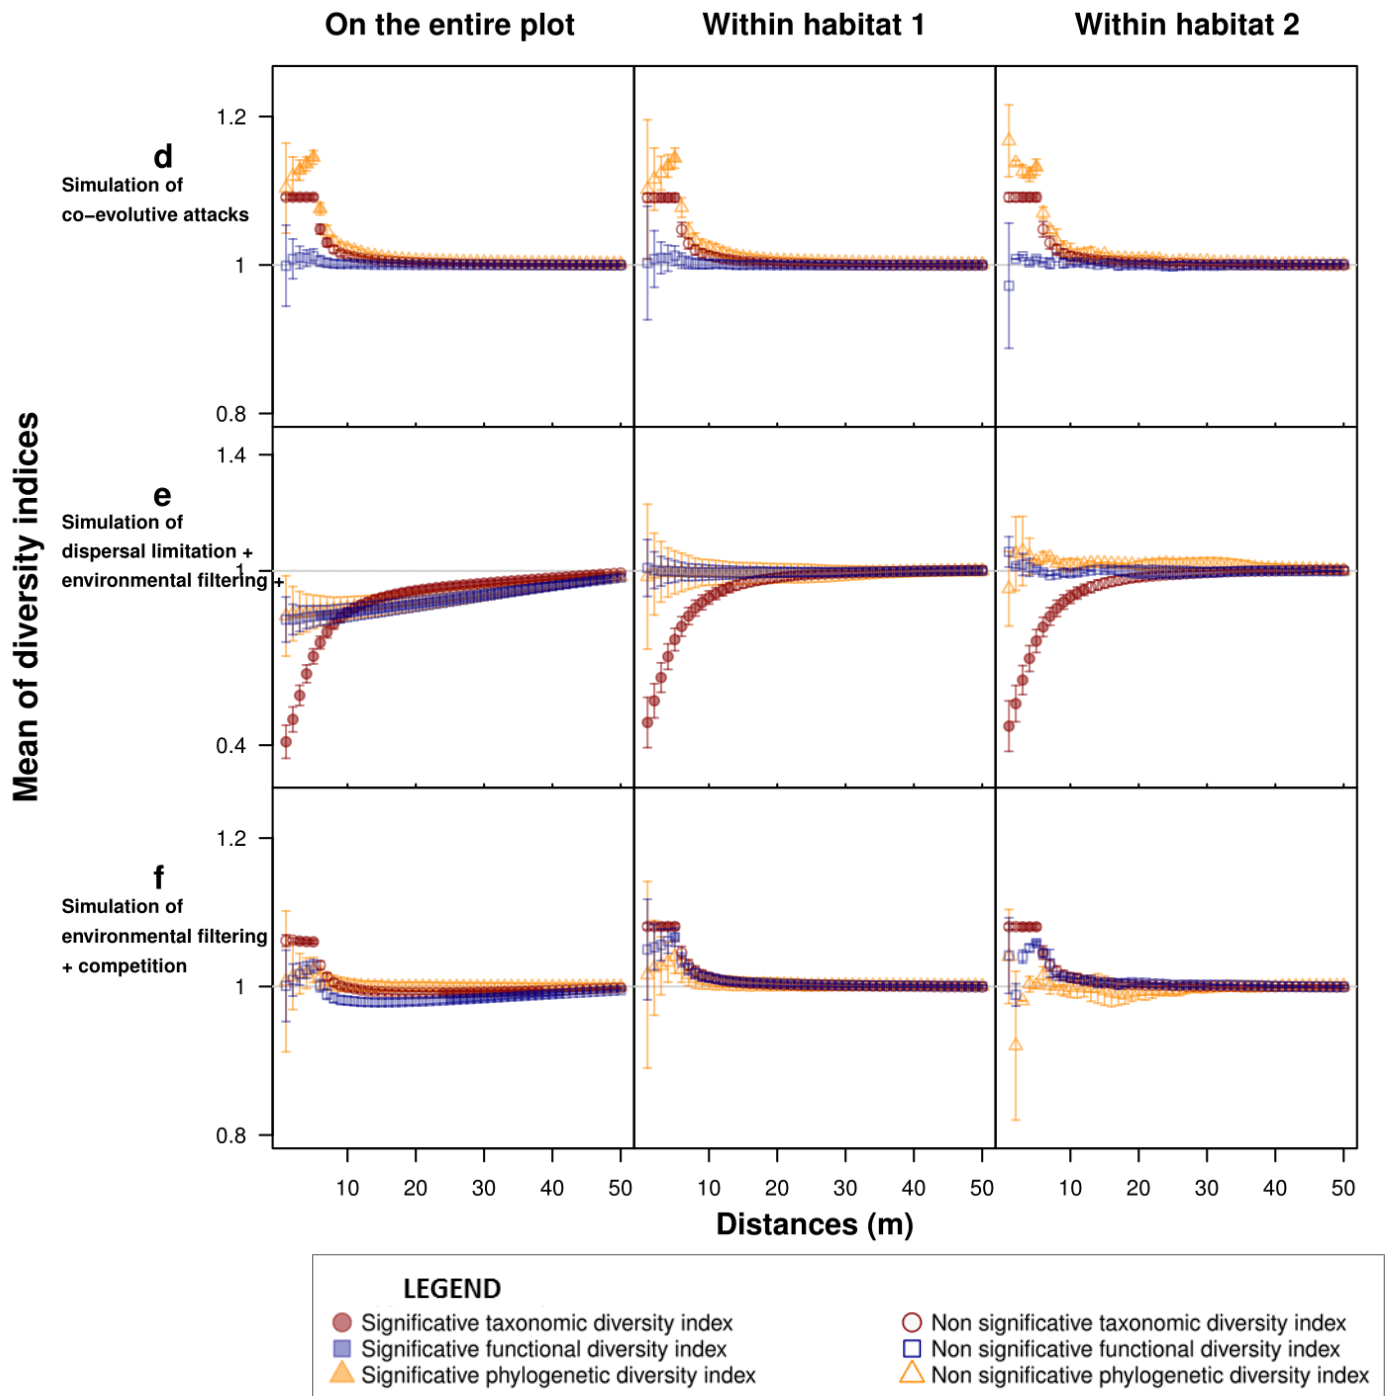 On the entire plot
Within habitat 1
Within habitat 2
Mean of diversity indices
d
Simulation of
co−evolutive attacks
1.2
1
0.8
e
Simulation of
dispersal limitation +
environmental filtering +
1.4
1
0.4
f
Simulation of
environmental filtering
+ competition
1.2
1
0.8
10 20 30 40 50
10 20 30 40 50
10 20 30 40 50
Distances (m)
LEGEND
Significative taxonomic diversity index
Significative functional diversity index
Significative phylogenetic diversity index
Non significative taxonomic diversity index
Non significative functional diversity index
Non significative phylogenetic diversity index